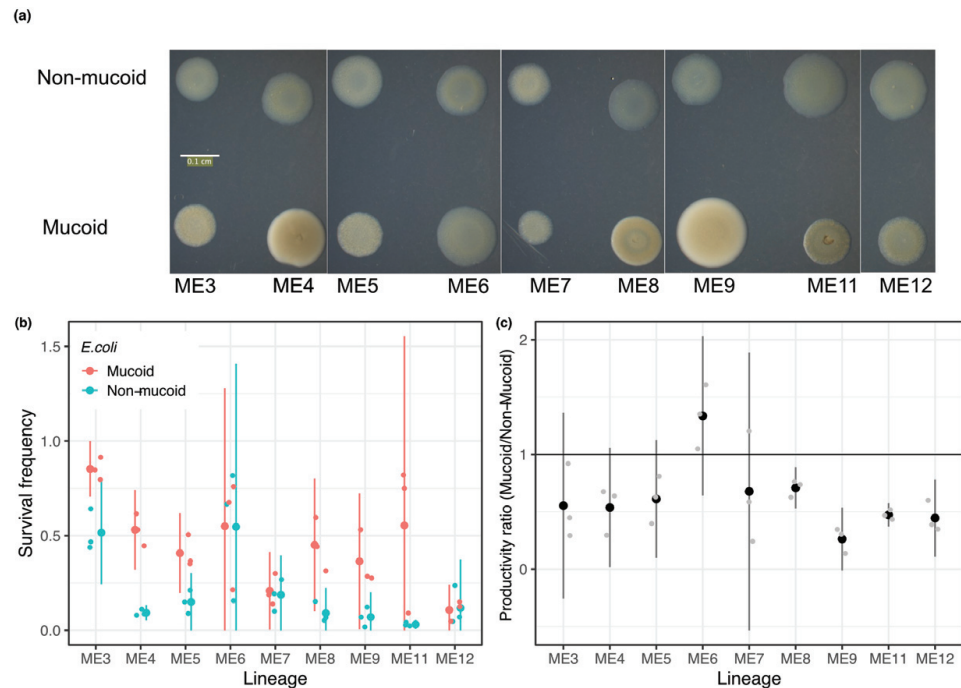 (a)
Non-mucoid
0.1 cm
Mucoid
ME3 ME4 ME5 ME6 ME7 ME8 ME9 ME11 ME12
(b)
E.coli
Mucoid
Non-mucoid
Survival frequency
1.5
1.0
0.5
0.0
ME3 ME4 ME5 ME6 ME7 ME8 ME9 ME11 ME12
Lineage
(c)
Productivity ratio (Mucoid/Non-Mucoid)
2
1
0
ME3 ME4 ME5 ME6 ME7 ME8 ME9 ME11 ME12
Lineage